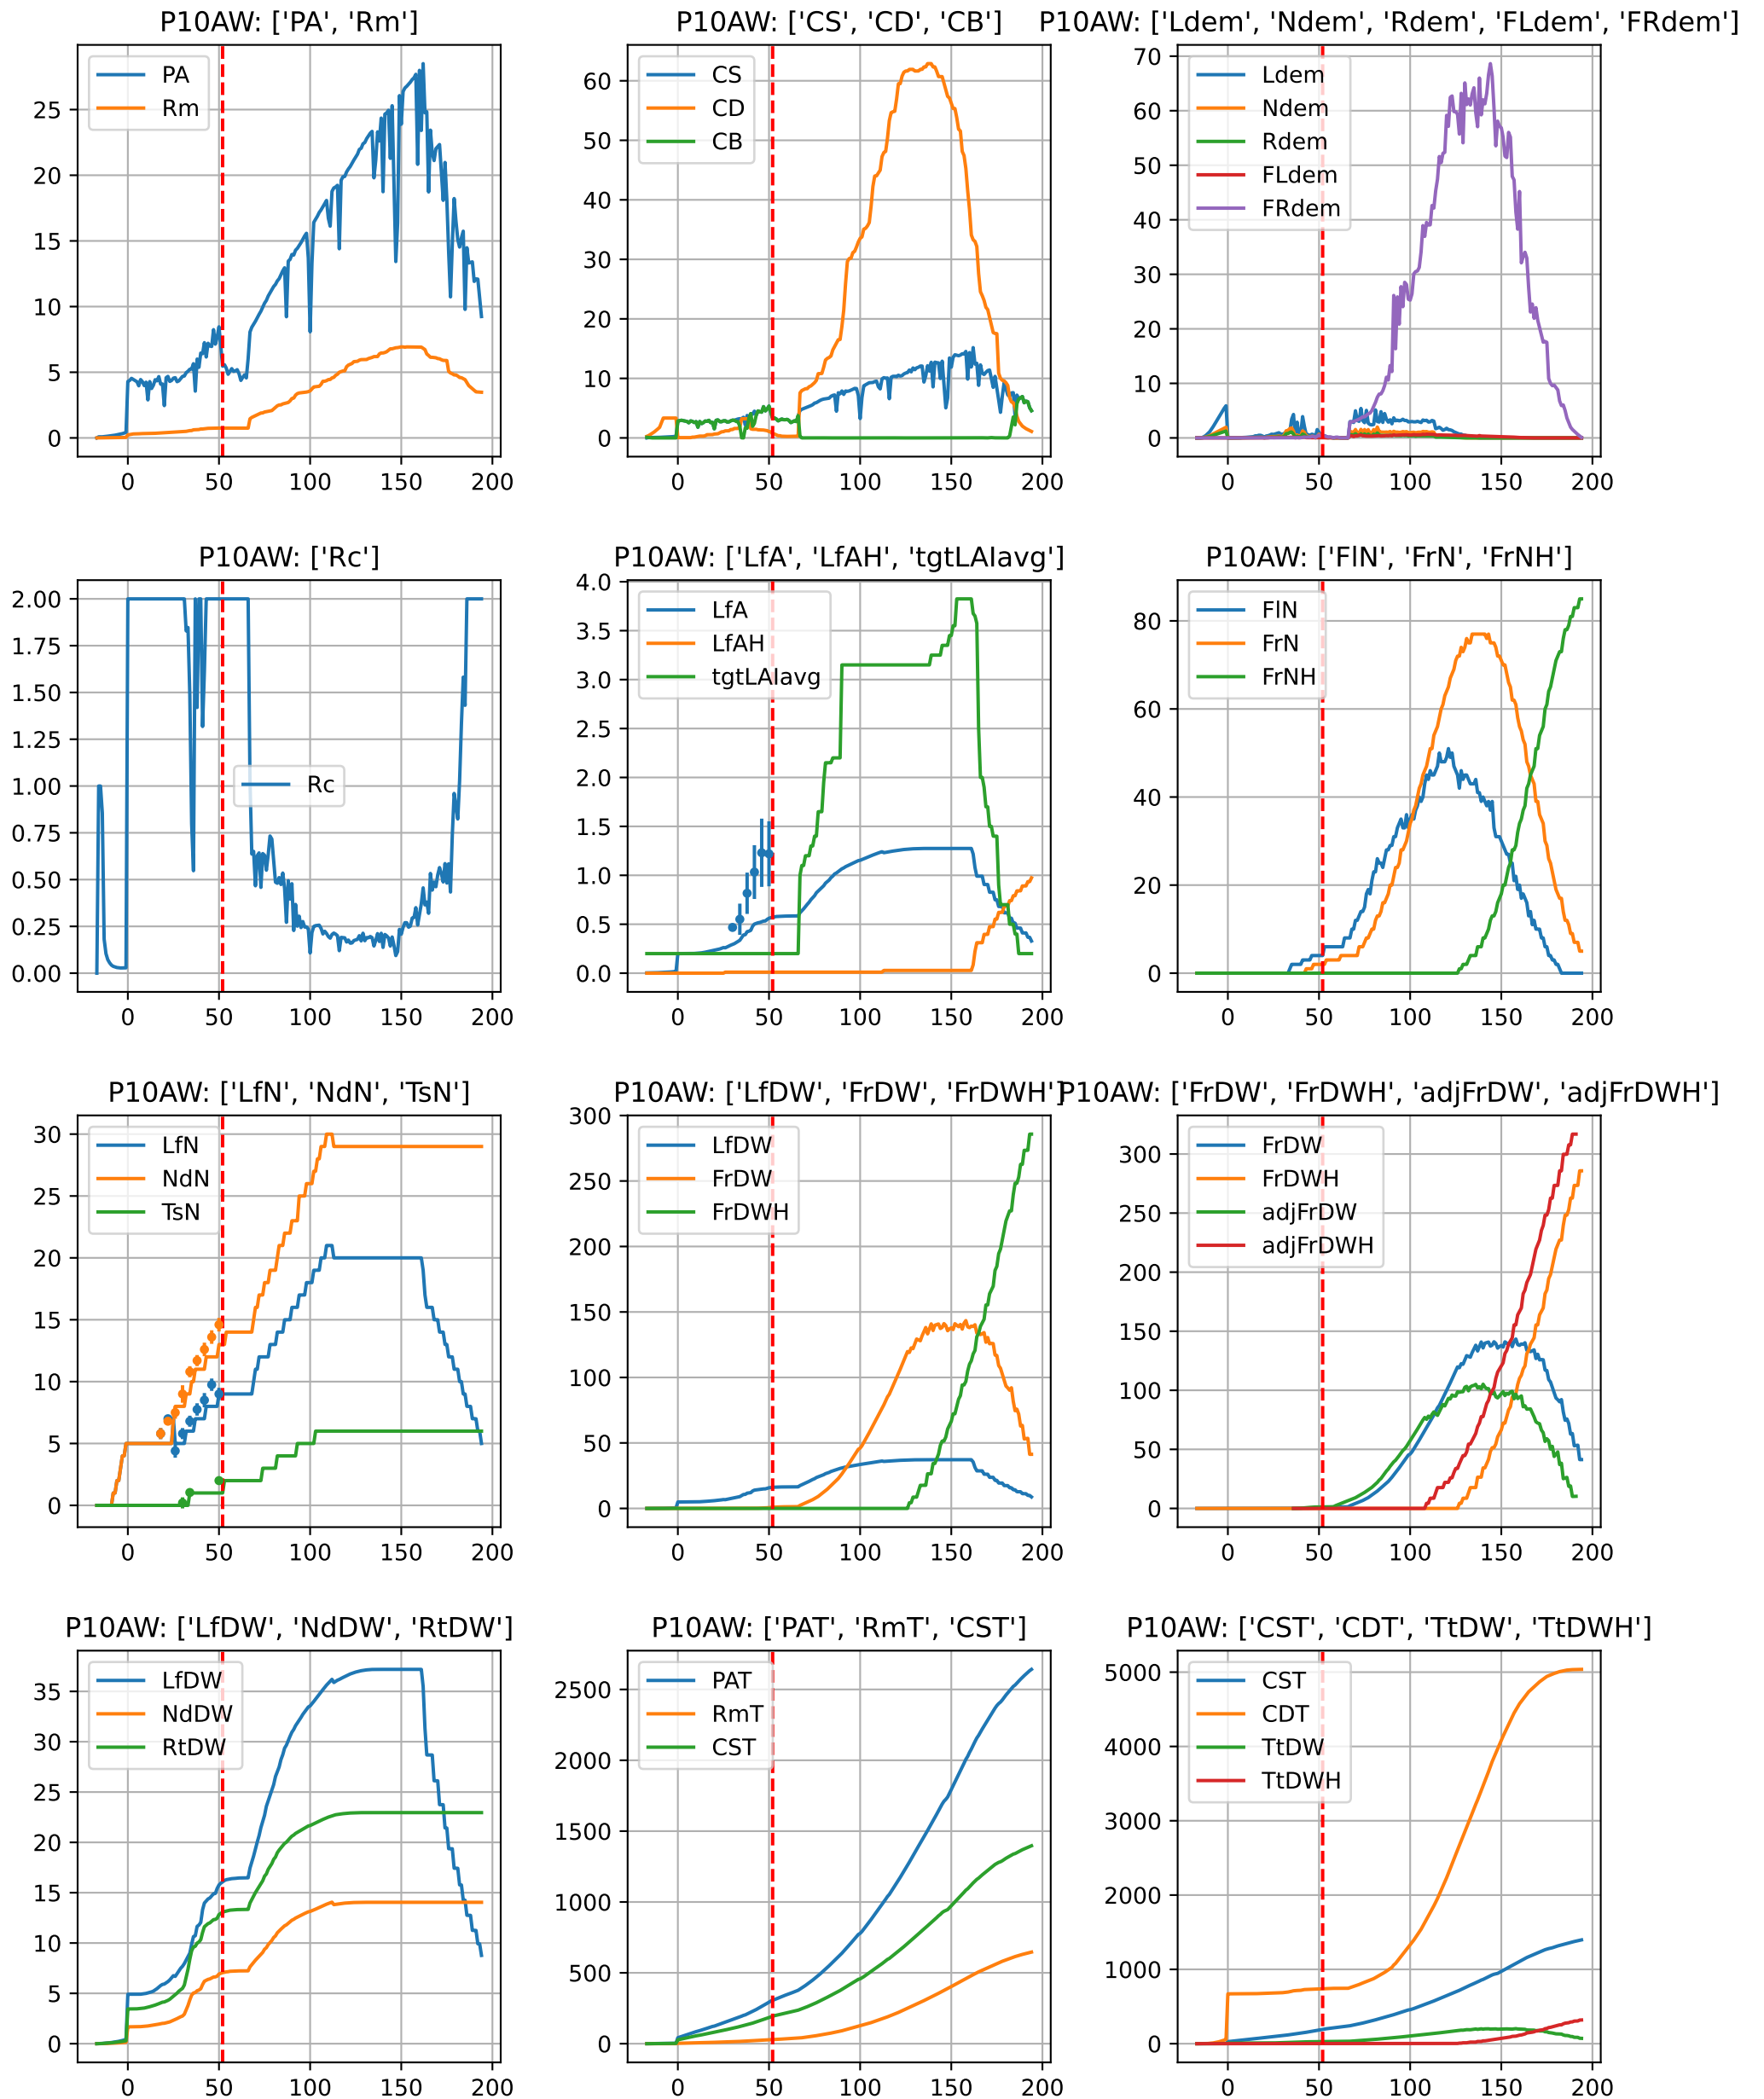 P10AW: ['PA', 'Rm']
PA
Rm
25
20
15
10
5
0
0 50 100 150 200
P10AW: ['CS', 'CD', 'CB']
CS
CD
CB
60
50
40
30
20
10
0
0 50 100 150 200
P10AW: ['Ldem', 'Ndem', 'Rdem', 'FLdem', 'FRdem']
Ldem
Ndem
Rdem
FLdem
FRdem
70
60
50
40
30
20
10
0
0 50 100 150 200
P10AW: ['Rc']
Rc
2.00
1.75
1.50
1.25
1.00
0.75
0.50
0.25
0.00
0 50 100 150 200
P10AW: ['LfA', 'LfAH', 'tgtLAIavg']
LfA
LfAH
tgtLAIavg
4.0
3.5
3.0
2.5
2.0
1.5
1.0
0.5
0.0
0 50 100 150 200
P10AW: ['FlN', 'FrN', 'FrNH']
FlN
FrN
FrNH
80
60
40
20
0
0 50 100 150 200
P10AW: ['LfN', 'NdN', 'TsN']
LfN
NdN
TsN
30
25
20
15
10
5
0
0 50 100 150 200
P10AW: ['LfDW', 'FrDW', 'FrDWH']
LfDW
FrDW
FrDWH
300
250
200
150
100
50
0
0 50 100 150 200
P10AW: ['FrDW', 'FrDWH', 'adjFrDW', 'adjFrDWH']
FrDW
FrDWH
adjFrDW
adjFrDWH
300
250
200
150
100
50
0
0 50 100 150 200
P10AW: ['LfDW', 'NdDW', 'RtDW']
LfDW
NdDW
RtDW
35
30
25
20
15
10
5
0
0 50 100 150 200
P10AW: ['PAT', 'RmT', 'CST']
PAT
RmT
CST
2500
2000
1500
1000
500
0
0 50 100 150 200
P10AW: ['CST', 'CDT', 'TtDW', 'TtDWH']
CST
CDT
TtDW
TtDWH
5000
4000
3000
2000
1000
0
0 50 100 150 200